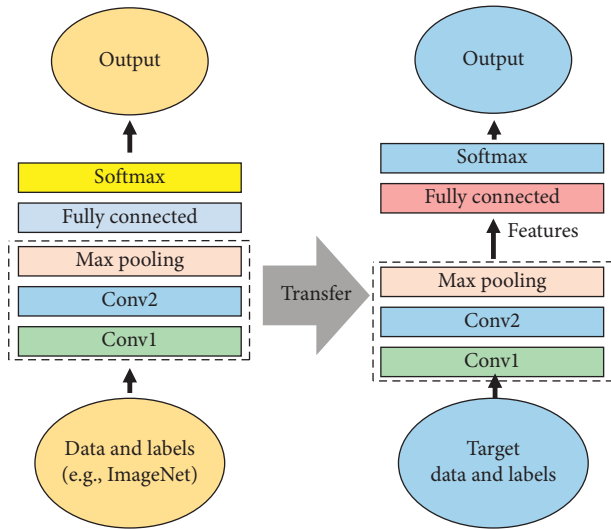 Output
Softmax
Fully connected
Max pooling
Conv2
Conv1
Data and labels
(e.g., ImageNet)
Transfer
Output
Softmax
Fully connected
Features
Max pooling
Conv2
Conv1
Target
data and labels